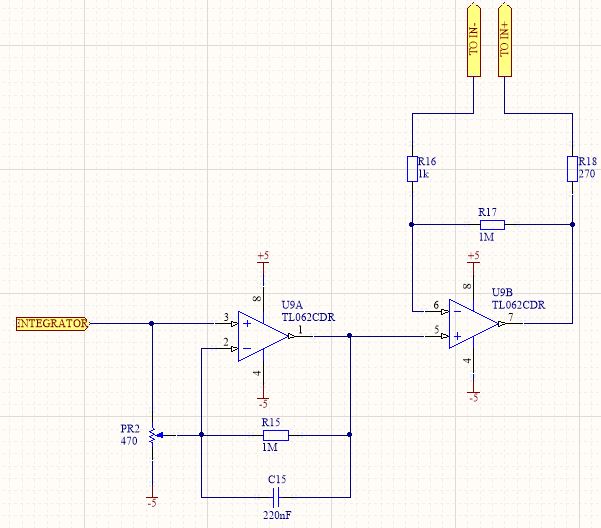 TO IN-
TO IN+
R16
1k
R18
270
R17
1M
+5
8
U9A
TL062CDR
+5
8
U9B
TL062CDR
INTEGRATOR
3
+
2
-
1
4
-5
6
-
5
+
7
4
-5
PR2
470
-5
R15
1M
C15
220nF